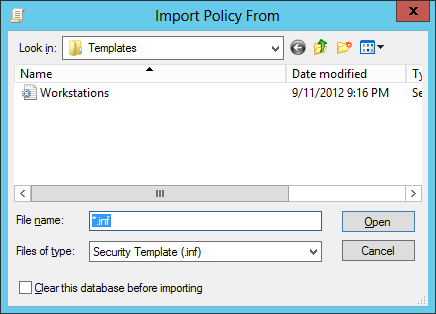 Import Policy From
Look in: Templates
Name Date modified Ty
Workstations 9/11/2012 9:16 PM Se
File name: *.inf Open
Files of type: Security Template (.inf) Cancel
Clear this database before importing